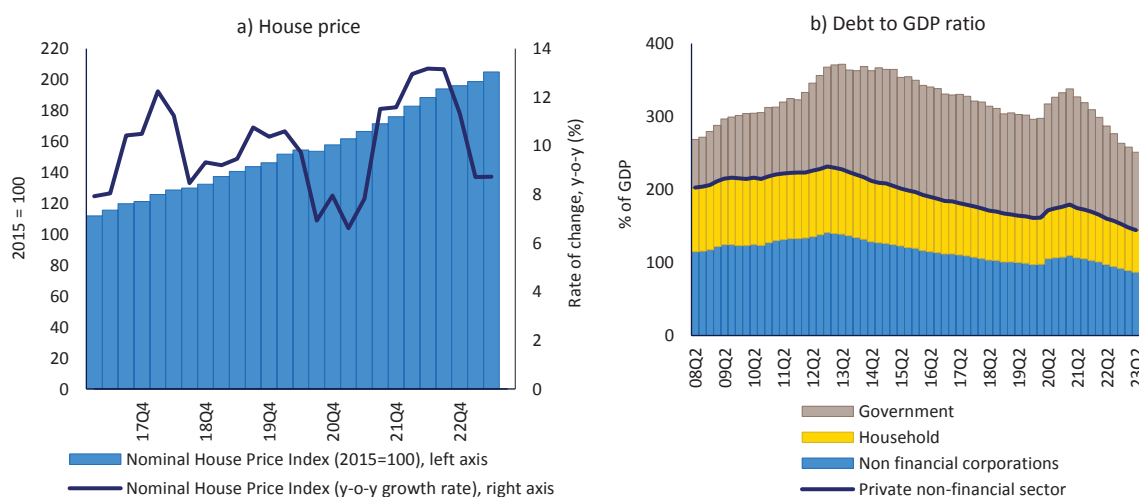 a) House price
220
200
180
160
140
120
100
80
60
40
20
0
2015 = 100
14
12
10
8
6
4
2
0
Rate of change, y-o-y (%)
17Q4
18Q4
19Q4
20Q4
21Q4
22Q4
Nominal House Price Index (2015=100), left axis
Nominal House Price Index (y-o-y growth rate), right axis
b) Debt to GDP ratio
400
300
200
100
0
% of GDP
08Q2
09Q2
10Q2
11Q2
12Q2
13Q2
14Q2
15Q2
16Q2
17Q2
18Q2
19Q2
20Q2
21Q2
22Q2
23Q2
Government
Household
Non financial corporations
Private non-financial sector